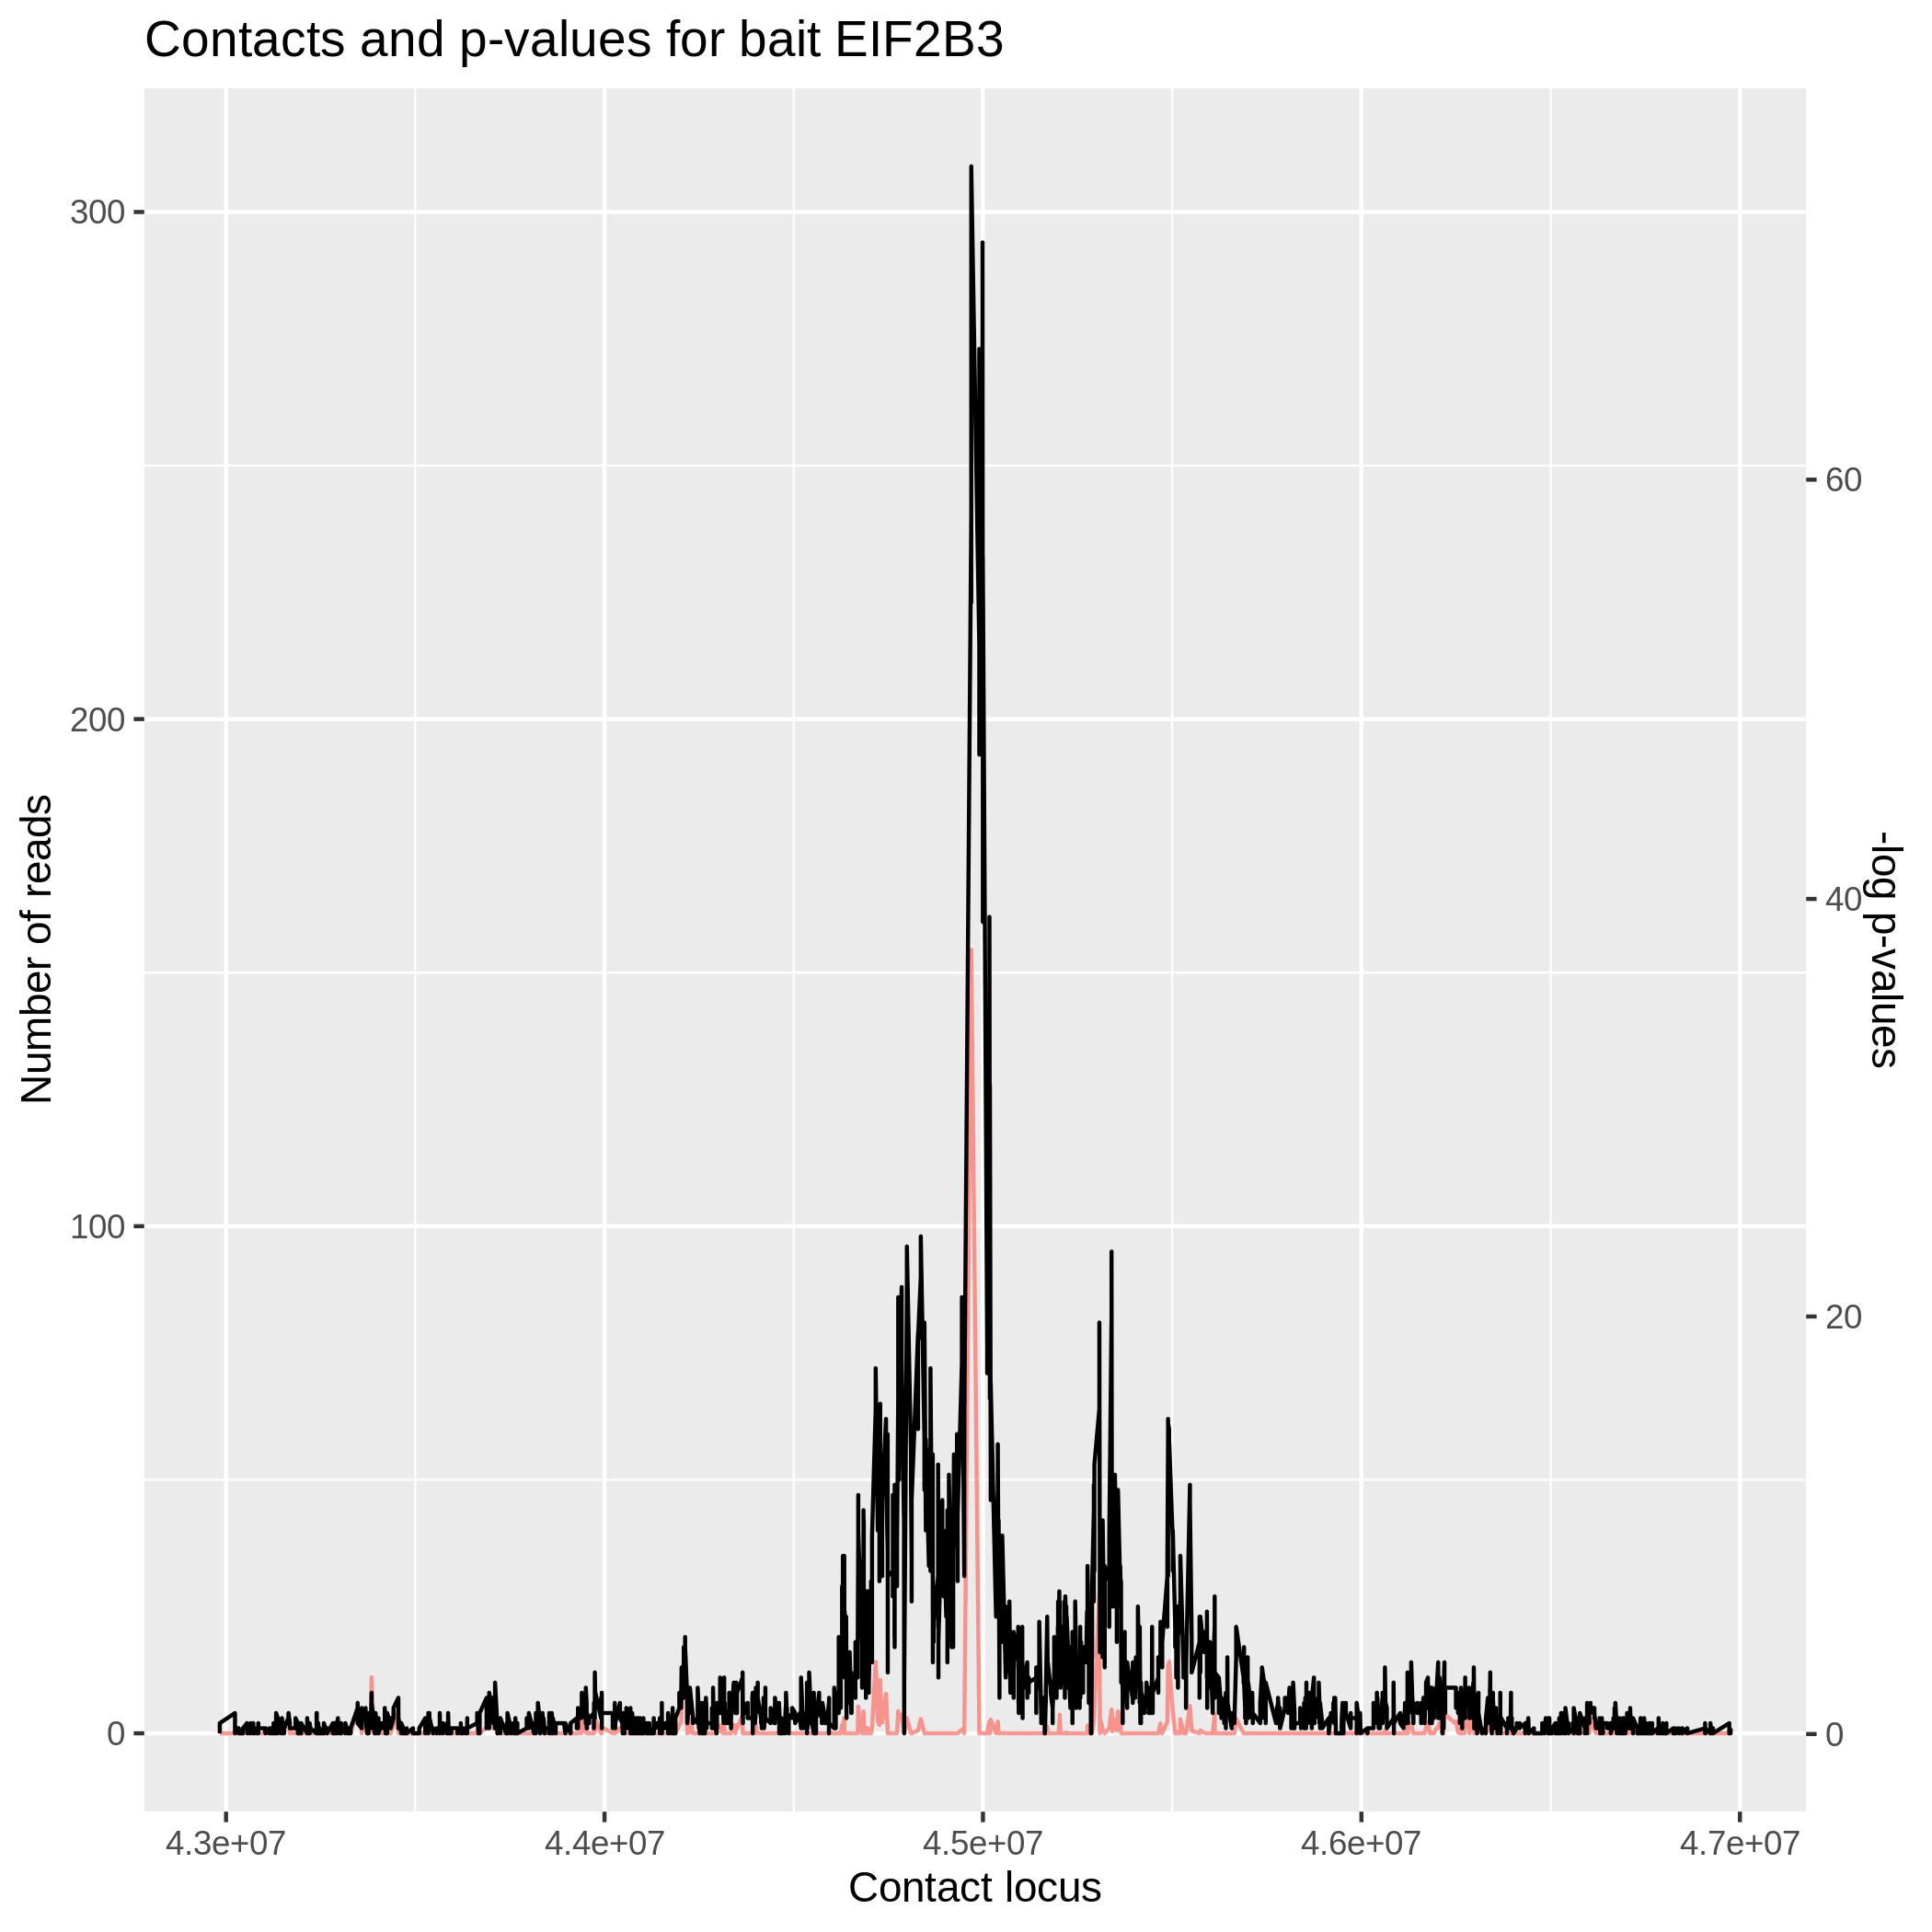 Contacts and p-values for bait EIF2B3
300
200
100
0
Number of reads
60
40
20
0
-log p-values
4.3e+07 4.4e+07 4.5e+07 4.6e+07 4.7e+07
Contact locus